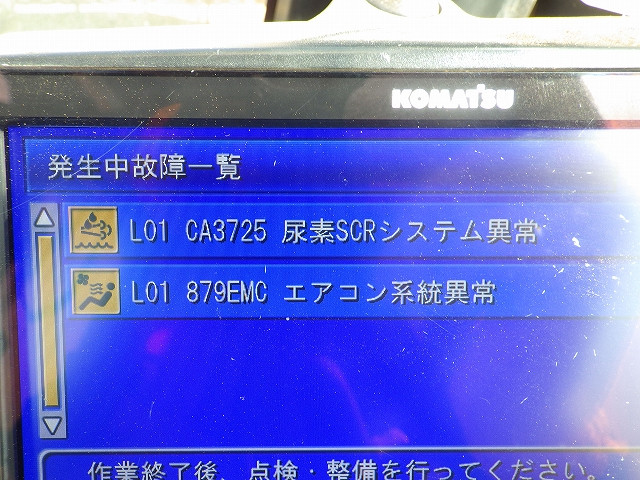 KOMATSU
発生中故障一覧
L01 CA3725 尿素SCRシステム異常
L01 879EMC エアコン系統異常
作業終了後、点検・整備を行ってください。